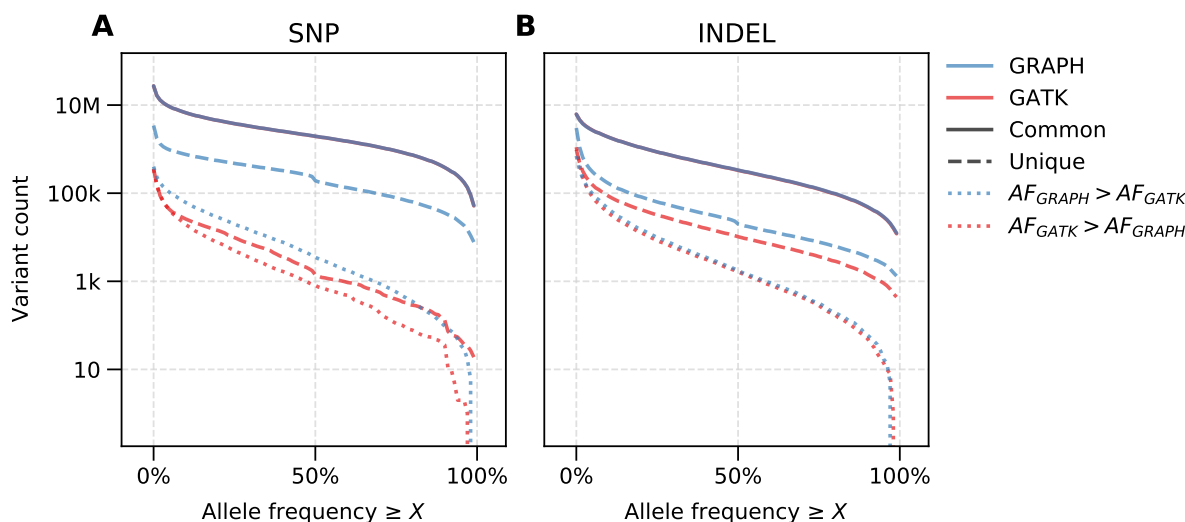 A
SNP
B
INDEL
Variant count
10M
100k
1k
10
0%
50%
100%
Allele frequency ≥ X
0%
50%
100%
Allele frequency ≥ X
GRAPH
GATK
Common
Unique
AF_GRAPH > AF_GATK
AF_GATK > AF_GRAPH